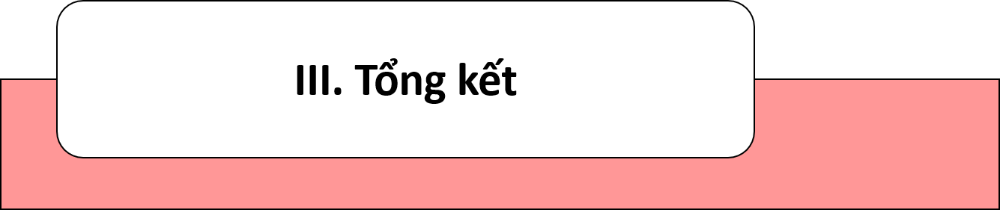 III. Tổng kết